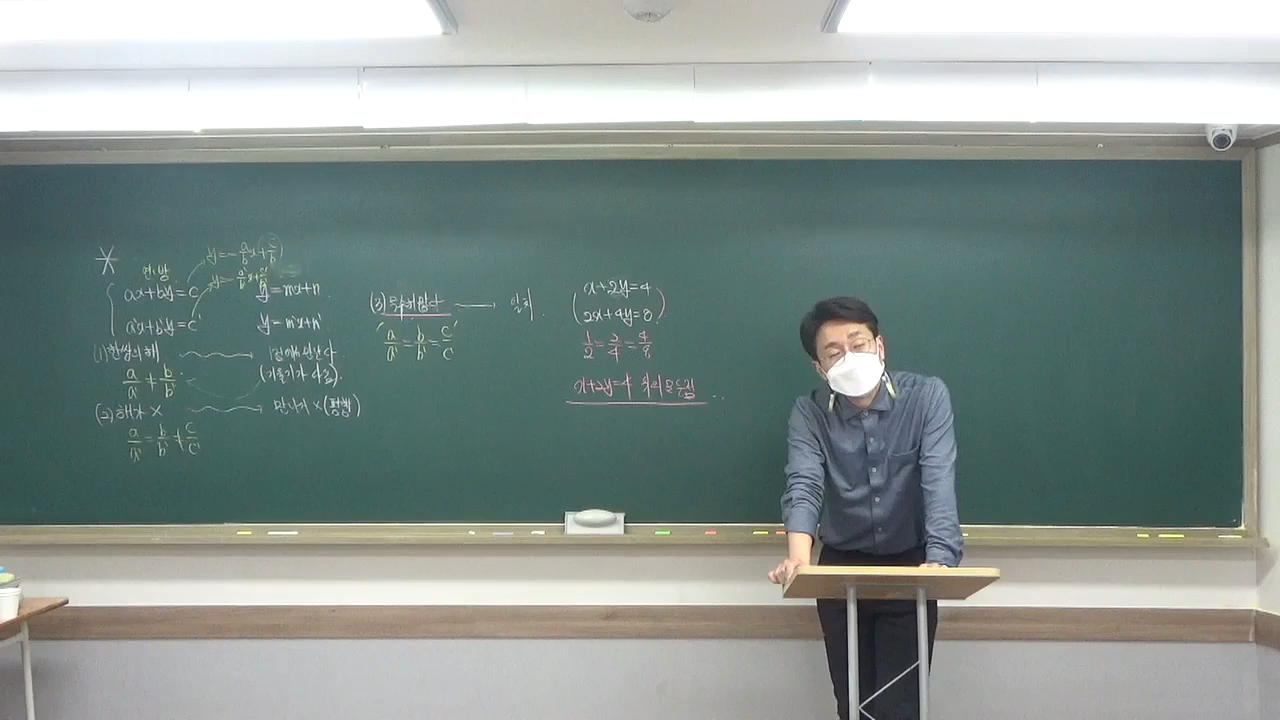 연.방
y=-a/b x+c/b
ax+by=c
y=-a'/b' x+c'/b'
y=mx+n
a'x+b'y=c'
y=m'x+n'
(1) 한쌍의 해
1점에서 만난다
a/a' ≠ b/b'
(기울기가 다름).
(2) 해가 X
만나지 X (평행)
a/a' = b/b' ≠ c/c'
(3) 무수히 많다 → 일치.
a/a' = b/b' = c/c'
x+2y=4
2x+4y=8
1/2 = 2/4 = 4/8
x+2y=4 위의 모든점